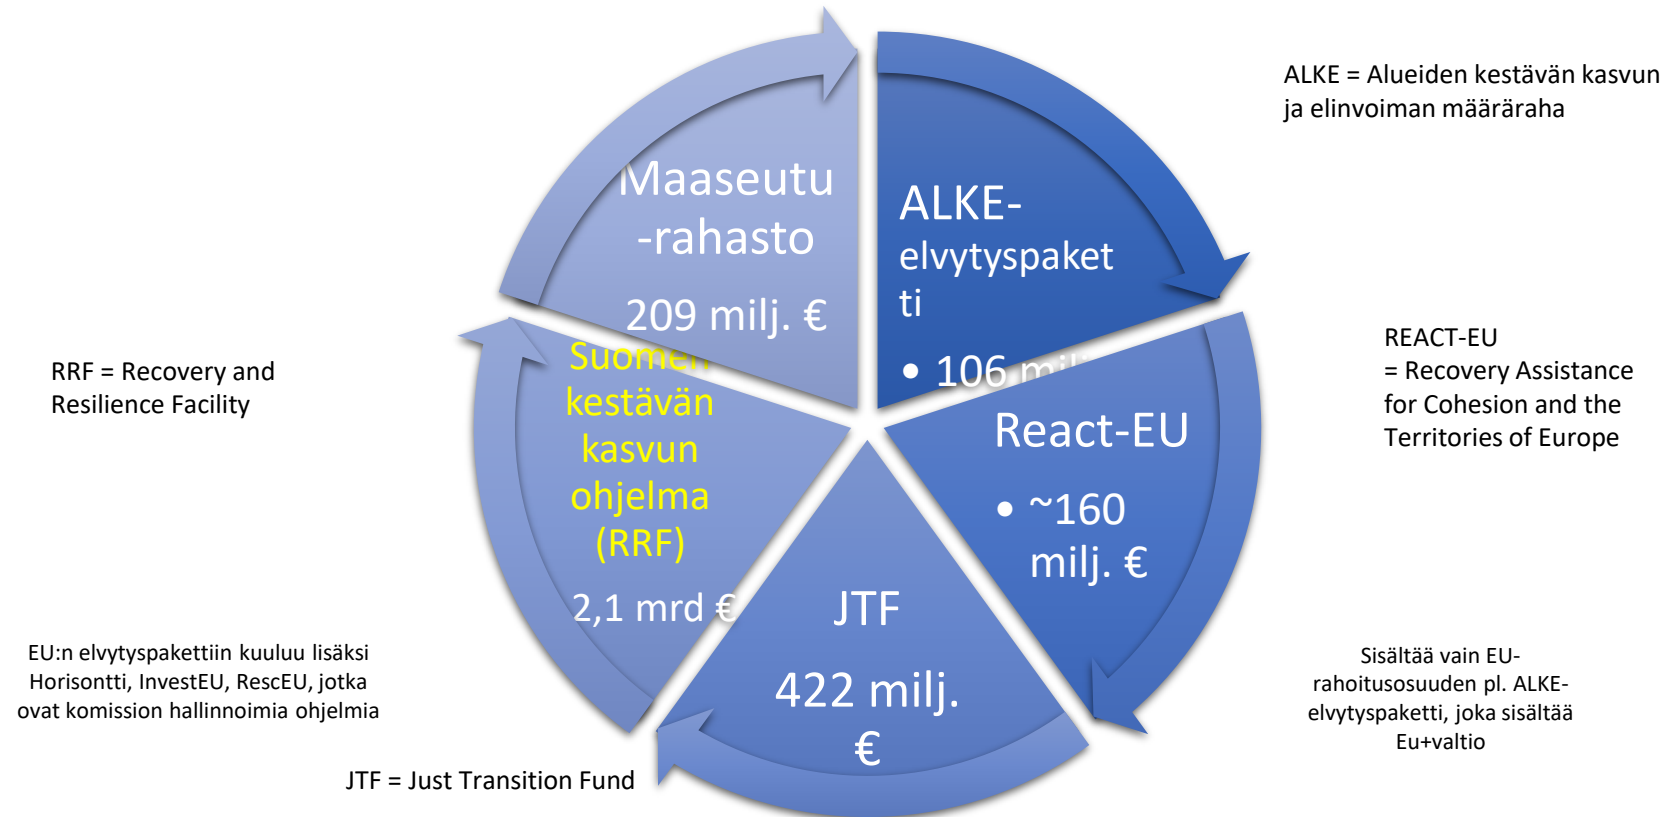 ALKE = Alueiden kestävän kasvun
ja elinvoiman määräraha
Maaseutu
-rahasto
209 milj. €
ALKE-
elvytyspaket
ti
• 106 milj.
REACT-EU
= Recovery Assistance
for Cohesion and the
Territories of Europe
RRF = Recovery and
Resilience Facility
Suomen
kestävän
kasvun
ohjelma
(RRF)
2,1 mrd €
React-EU
• ~160
milj. €
JTF
422 milj.
€
EU:n elvytyspakettiin kuuluu lisäksi
Horisontti, InvestEU, RescEU, jotka
ovat komission hallinnoimia ohjelmia
Sisältää vain EU-
rahoitusosuuden pl. ALKE-
elvytyspaketti, joka sisältää
Eu+valtio
JTF = Just Transition Fund